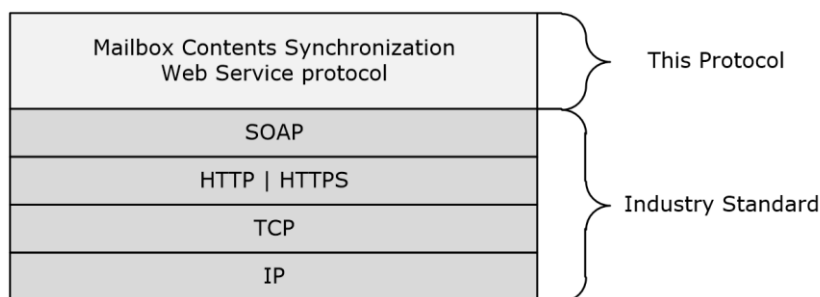 Mailbox Contents Synchronization
Web Service protocol
This Protocol
SOAP
HTTP | HTTPS
TCP
IP
Industry Standard